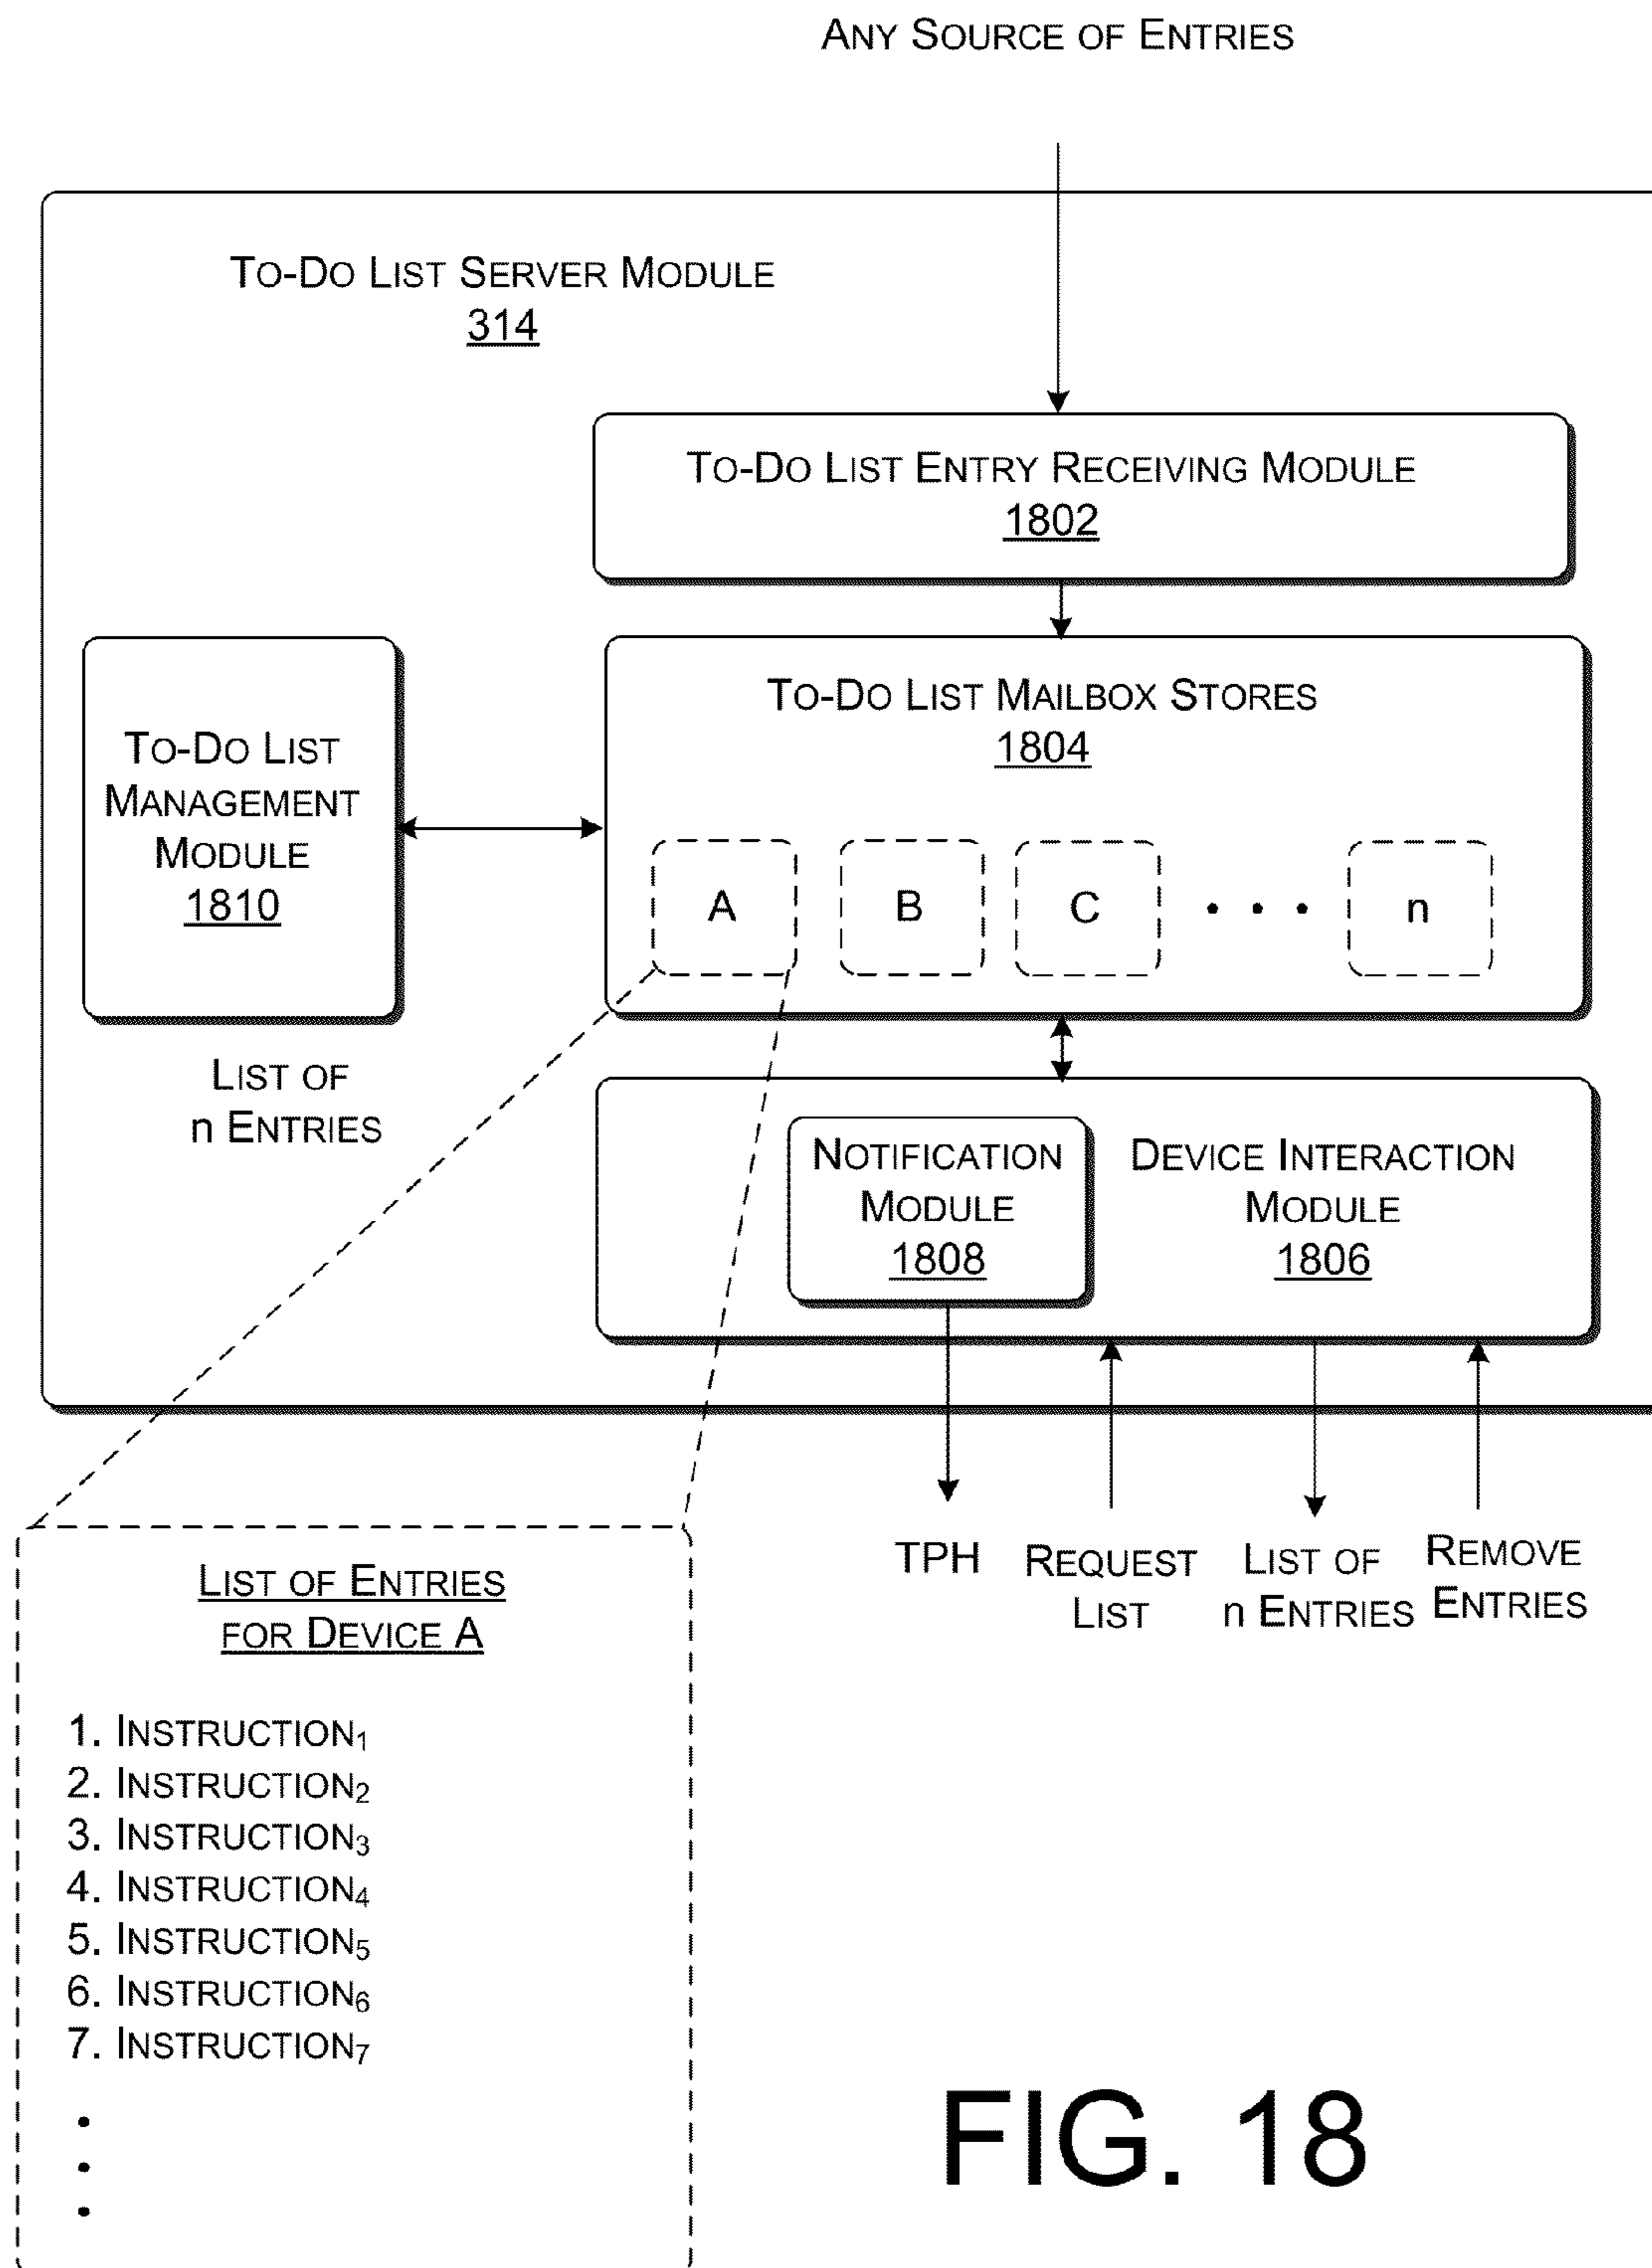 ANY SOURCE OF ENTRIES
TO-DO LIST SERVER MODULE
314
TO-DO LIST ENTRY RECEIVING MODULE
1802
TO-DO LIST MAILBOX STORES
1804
TO-DO LIST
MANAGEMENT
MODULE
1810
A B C • • • n
LIST OF
n ENTRIES
NOTIFICATION
MODULE
1808
DEVICE INTERACTION
MODULE
1806
TPH
REQUEST
LIST
LIST OF
n ENTRIES
REMOVE
ENTRIES
LIST OF ENTRIES
FOR DEVICE A
1. INSTRUCTION₁
2. INSTRUCTION₂
3. INSTRUCTION₃
4. INSTRUCTION₄
5. INSTRUCTION₅
6. INSTRUCTION₆
7. INSTRUCTION₇
•
•
•
FIG. 18